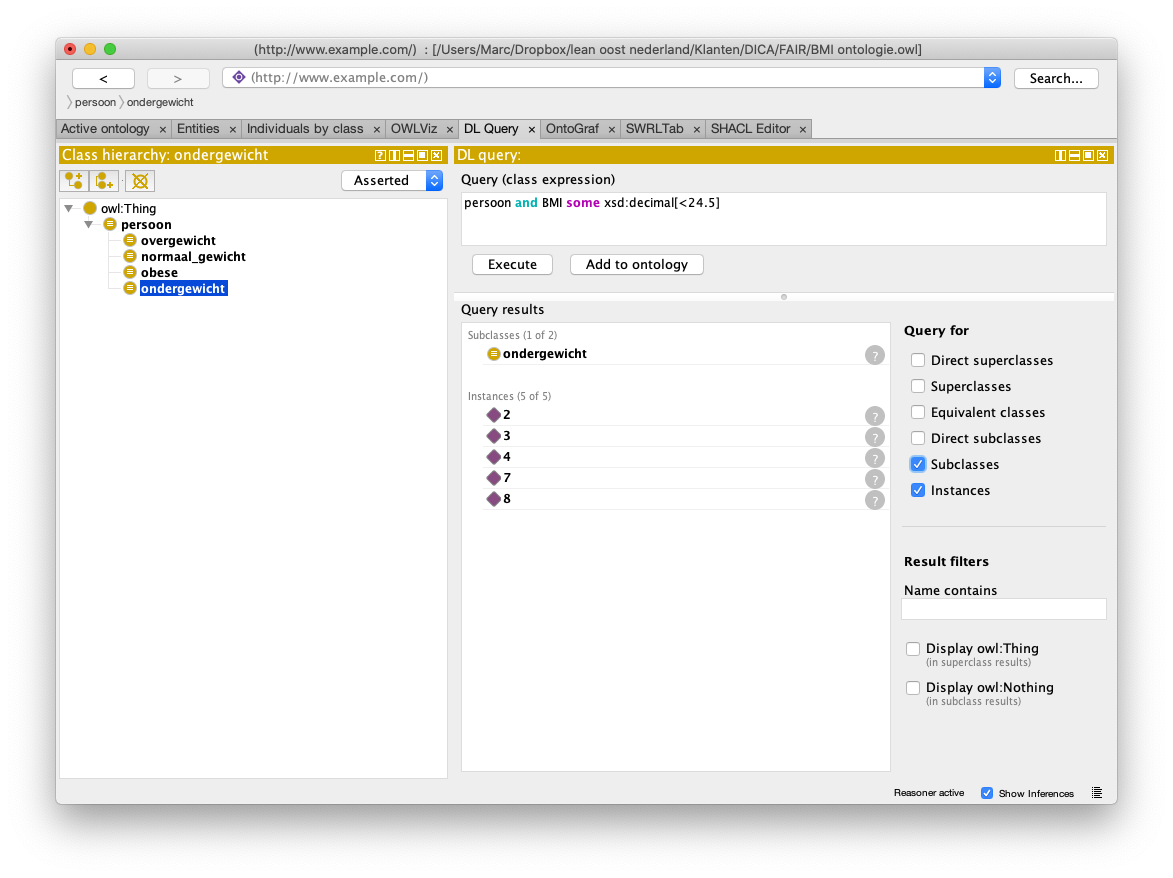 (http://www.example.com/)  : [/Users/Marc/Dropbox/lean oost nederland/Klanten/DICA/FAIR/BMI ontologie.owl]
< > (http://www.example.com/) Search...
persoon ondergewicht
Active ontology × Entities × Individuals by class × OWLViz × DL Query × OntoGraf × SWRLTab × SHACL Editor ×
Class hierarchy: ondergewicht
Asserted
owl:Thing
persoon
overgewicht
normaal_gewicht
obese
ondergewicht
DL query:
Query (class expression)
persoon and BMI some xsd:decimal[<24.5]
Execute Add to ontology
Query results
Subclasses (1 of 2)
ondergewicht ?
Instances (5 of 5)
2 ?
3 ?
4 ?
7 ?
8 ?
Query for
Direct superclasses
Superclasses
Equivalent classes
Direct subclasses
Subclasses
Instances
Result filters
Name contains
Display owl:Thing
(in superclass results)
Display owl:Nothing
(in subclass results)
Reasoner active Show Inferences